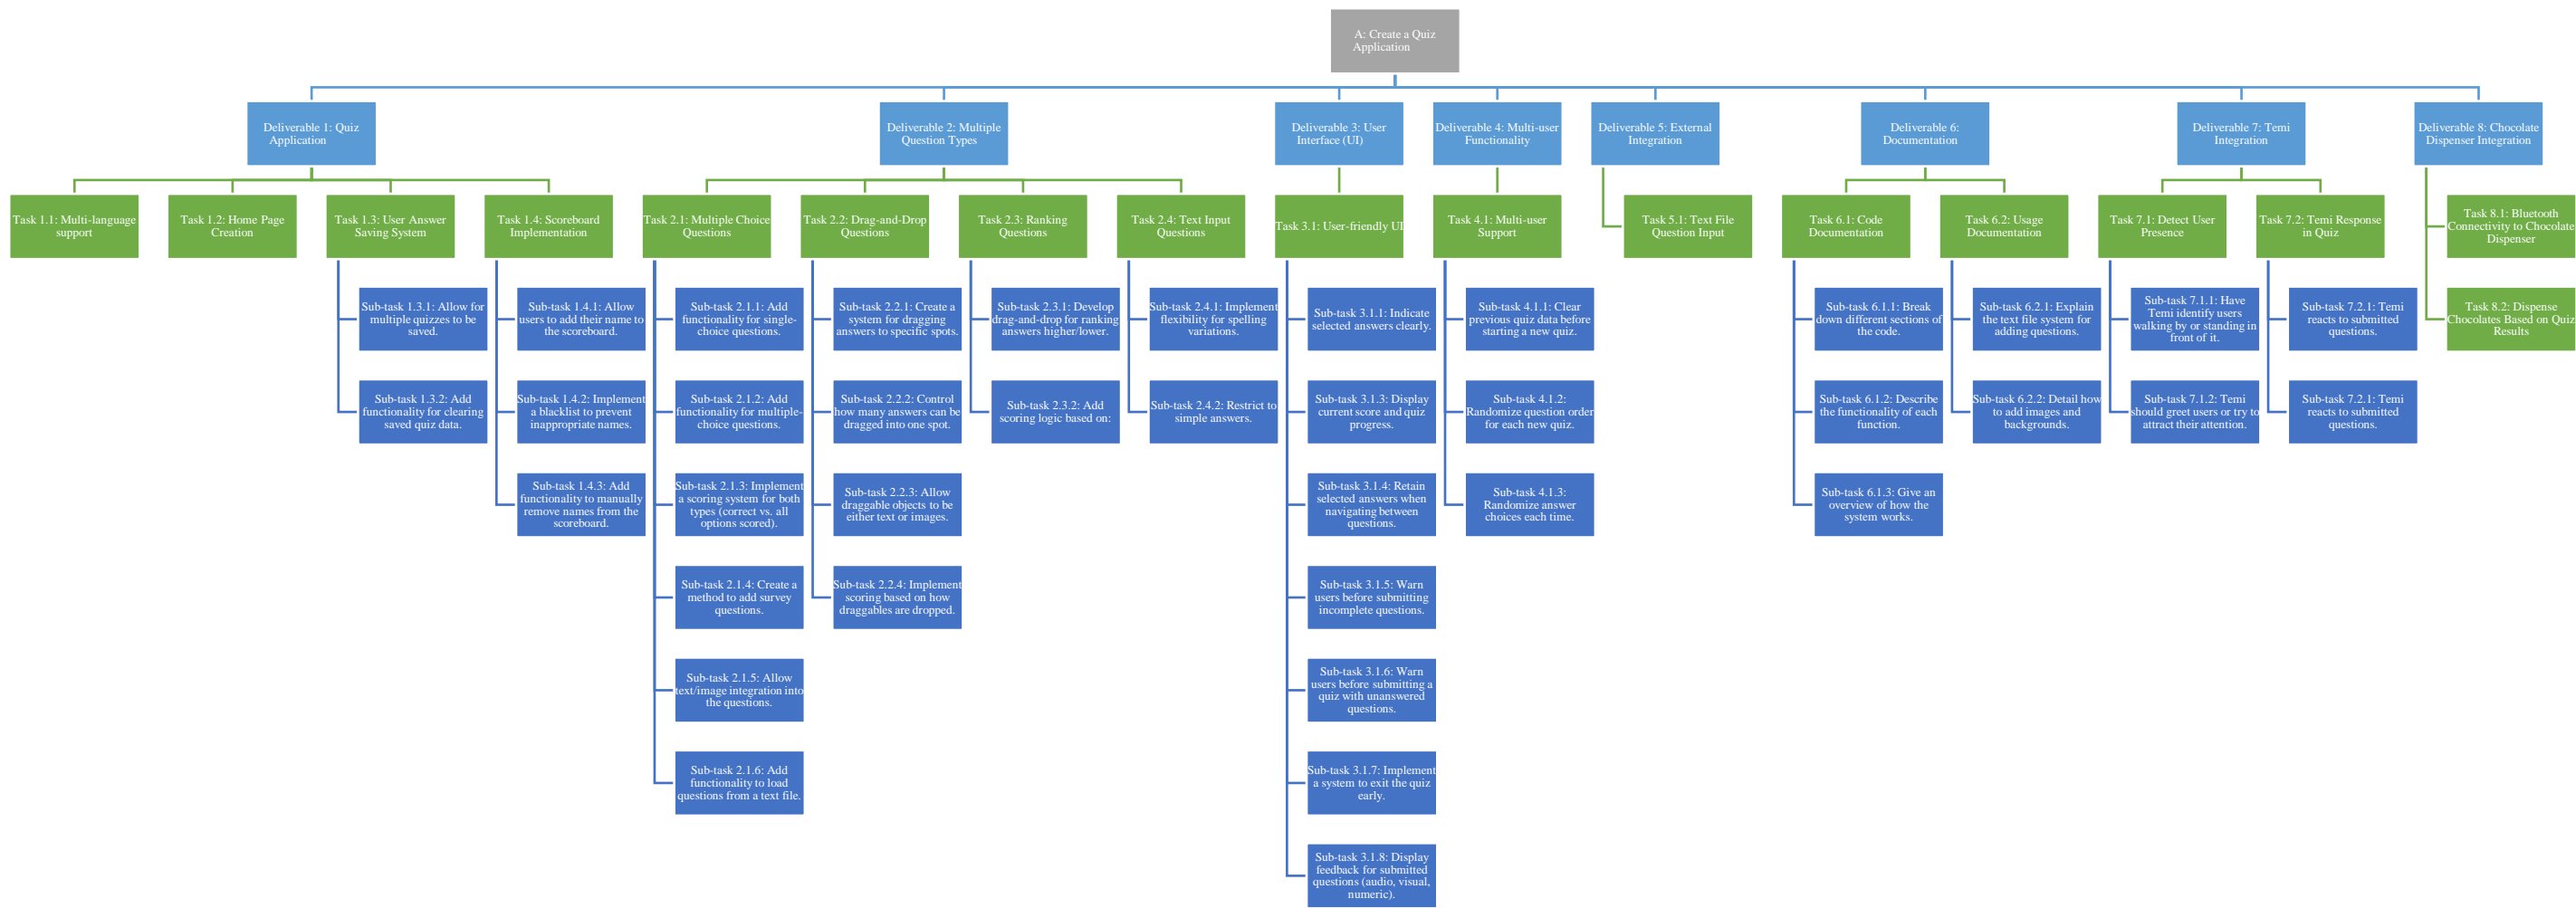 A: Create a Quiz
Application
Deliverable 1: Quiz
Application
Deliverable 2: Multiple
Question Types
Deliverable 3: User
Interface (UI)
Deliverable 4: Multi-user
Functionality
Deliverable 5: External
Integration
Deliverable 6:
Documentation
Deliverable 7: Temi
Integration
Deliverable 8: Chocolate
Dispenser Integration
Task 1.1: Multi-language
support
Task 1.2: Home Page
Creation
Task 1.3: User Answer
Saving System
Task 1.4: Scoreboard
Implementation
Task 2.1: Multiple Choice
Questions
Task 2.2: Drag-and-Drop
Questions
Task 2.3: Ranking
Questions
Task 2.4: Text Input
Questions
Task 3.1: User-friendly UI
Task 4.1: Multi-user
Support
Task 5.1: Text File
Question Input
Task 6.1: Code
Documentation
Task 6.2: Usage
Documentation
Task 7.1: Detect User
Presence
Task 7.2: Temi Response
in Quiz
Task 8.1: Bluetooth
Connectivity to Chocolate
Dispenser
Sub-task 1.3.1: Allow for
multiple quizzes to be
saved.
Sub-task 1.4.1: Allow
users to add their name to
the scoreboard.
Sub-task 2.1.1: Add
functionality for single-
choice questions.
Sub-task 2.2.1: Create a
system for dragging
answers to specific spots.
Sub-task 2.3.1: Develop
drag-and-drop for ranking
answers higher/lower.
Sub-task 2.4.1: Implement
flexibility for spelling
variations.
Sub-task 3.1.1: Indicate
selected answers clearly.
Sub-task 4.1.1: Clear
previous quiz data before
starting a new quiz.
Sub-task 6.1.1: Break
down different sections of
the code.
Sub-task 6.2.1: Explain
the text file system for
adding questions.
Sub-task 7.1.1: Have
Temi identify users
walking by or standing in
front of it.
Sub-task 7.2.1: Temi
reacts to submitted
questions.
Task 8.2: Dispense
Chocolates Based on Quiz
Results
Sub-task 1.3.2: Add
functionality for clearing
saved quiz data.
Sub-task 1.4.2: Implement
a blacklist to prevent
inappropriate names.
Sub-task 2.1.2: Add
functionality for multiple-
choice questions.
Sub-task 2.2.2: Control
how many answers can be
dragged into one spot.
Sub-task 2.3.2: Add
scoring logic based on:
Sub-task 2.4.2: Restrict to
simple answers.
Sub-task 3.1.3: Display
current score and quiz
progress.
Sub-task 4.1.2:
Randomize question order
for each new quiz.
Sub-task 6.1.2: Describe
the functionality of each
function.
Sub-task 6.2.2: Detail how
to add images and
backgrounds.
Sub-task 7.1.2: Temi
should greet users or try to
attract their attention.
Sub-task 7.2.1: Temi
reacts to submitted
questions.
Sub-task 1.4.3: Add
functionality to manually
remove names from the
scoreboard.
Sub-task 2.1.3: Implement
a scoring system for both
types (correct vs. all
options scored).
Sub-task 2.2.3: Allow
draggable objects to be
either text or images.
Sub-task 3.1.4: Retain
selected answers when
navigating between
questions.
Sub-task 4.1.3:
Randomize answer
choices each time.
Sub-task 6.1.3: Give an
overview of how the
system works.
Sub-task 2.1.4: Create a
method to add survey
questions.
Sub-task 2.2.4: Implement
scoring based on how
draggables are dropped.
Sub-task 3.1.5: Warn
users before submitting
incomplete questions.
Sub-task 2.1.5: Allow
text/image integration into
the questions.
Sub-task 3.1.6: Warn
users before submitting a
quiz with unanswered
questions.
Sub-task 2.1.6: Add
functionality to load
questions from a text file.
Sub-task 3.1.7: Implement
a system to exit the quiz
early.
Sub-task 3.1.8: Display
feedback for submitted
questions (audio, visual,
numeric).